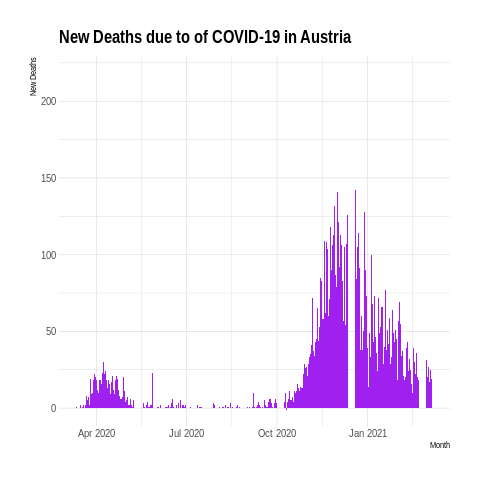 New Deaths due to of COVID-19 in Austria
New Deaths
200
150
100
50
0
Apr 2020
Jul 2020
Oct 2020
Jan 2021
Month